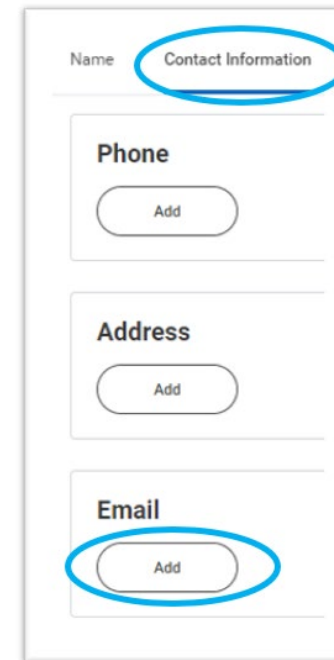 Name Contact Information
Phone
Add
Address
Add
Email
Add